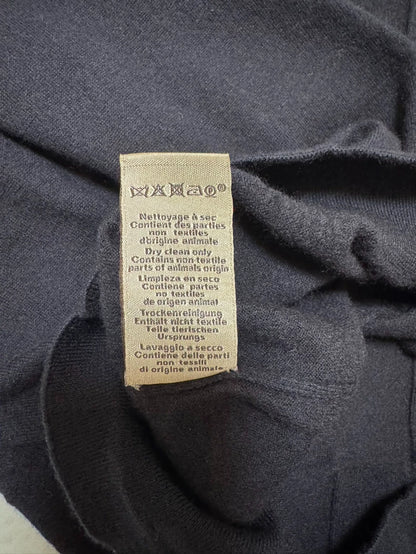 Nettoyage à sec
Contient des parties
non textiles
d'origine animale
Dry clean only
Contains non-textile
parts of animals origin
Limpieza en seco
Contiene partes
no textiles
de origen animal
Trockenreinigung
Enthält nicht textile
Teile tierischen
Ursprungs
Lavaggio a secco
Contiene delle parti
non tessili
di origine animale